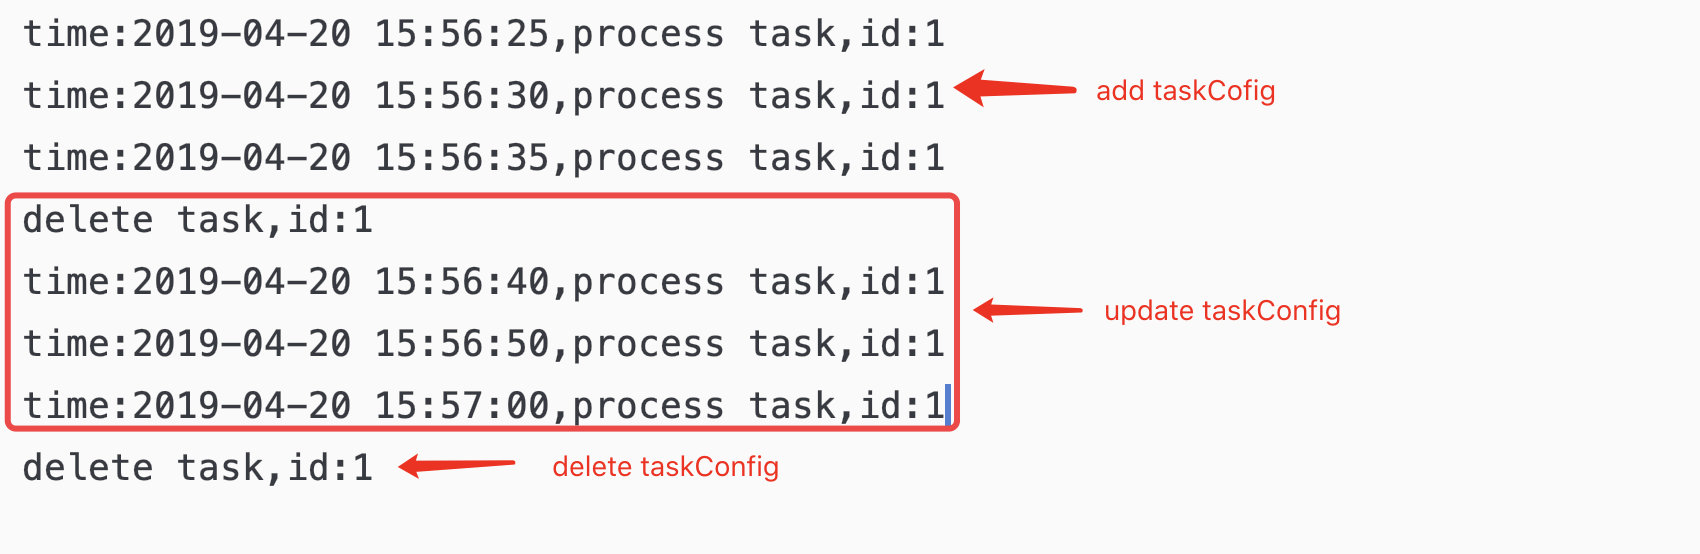 time:2019-04-20 15:56:25,process task,id:1
time:2019-04-20 15:56:30,process task,id:1
add taskCofig
time:2019-04-20 15:56:35,process task,id:1
delete task,id:1
time:2019-04-20 15:56:40,process task,id:1
update taskConfig
time:2019-04-20 15:56:50,process task,id:1
time:2019-04-20 15:57:00,process task,id:1
delete task,id:1
delete taskConfig